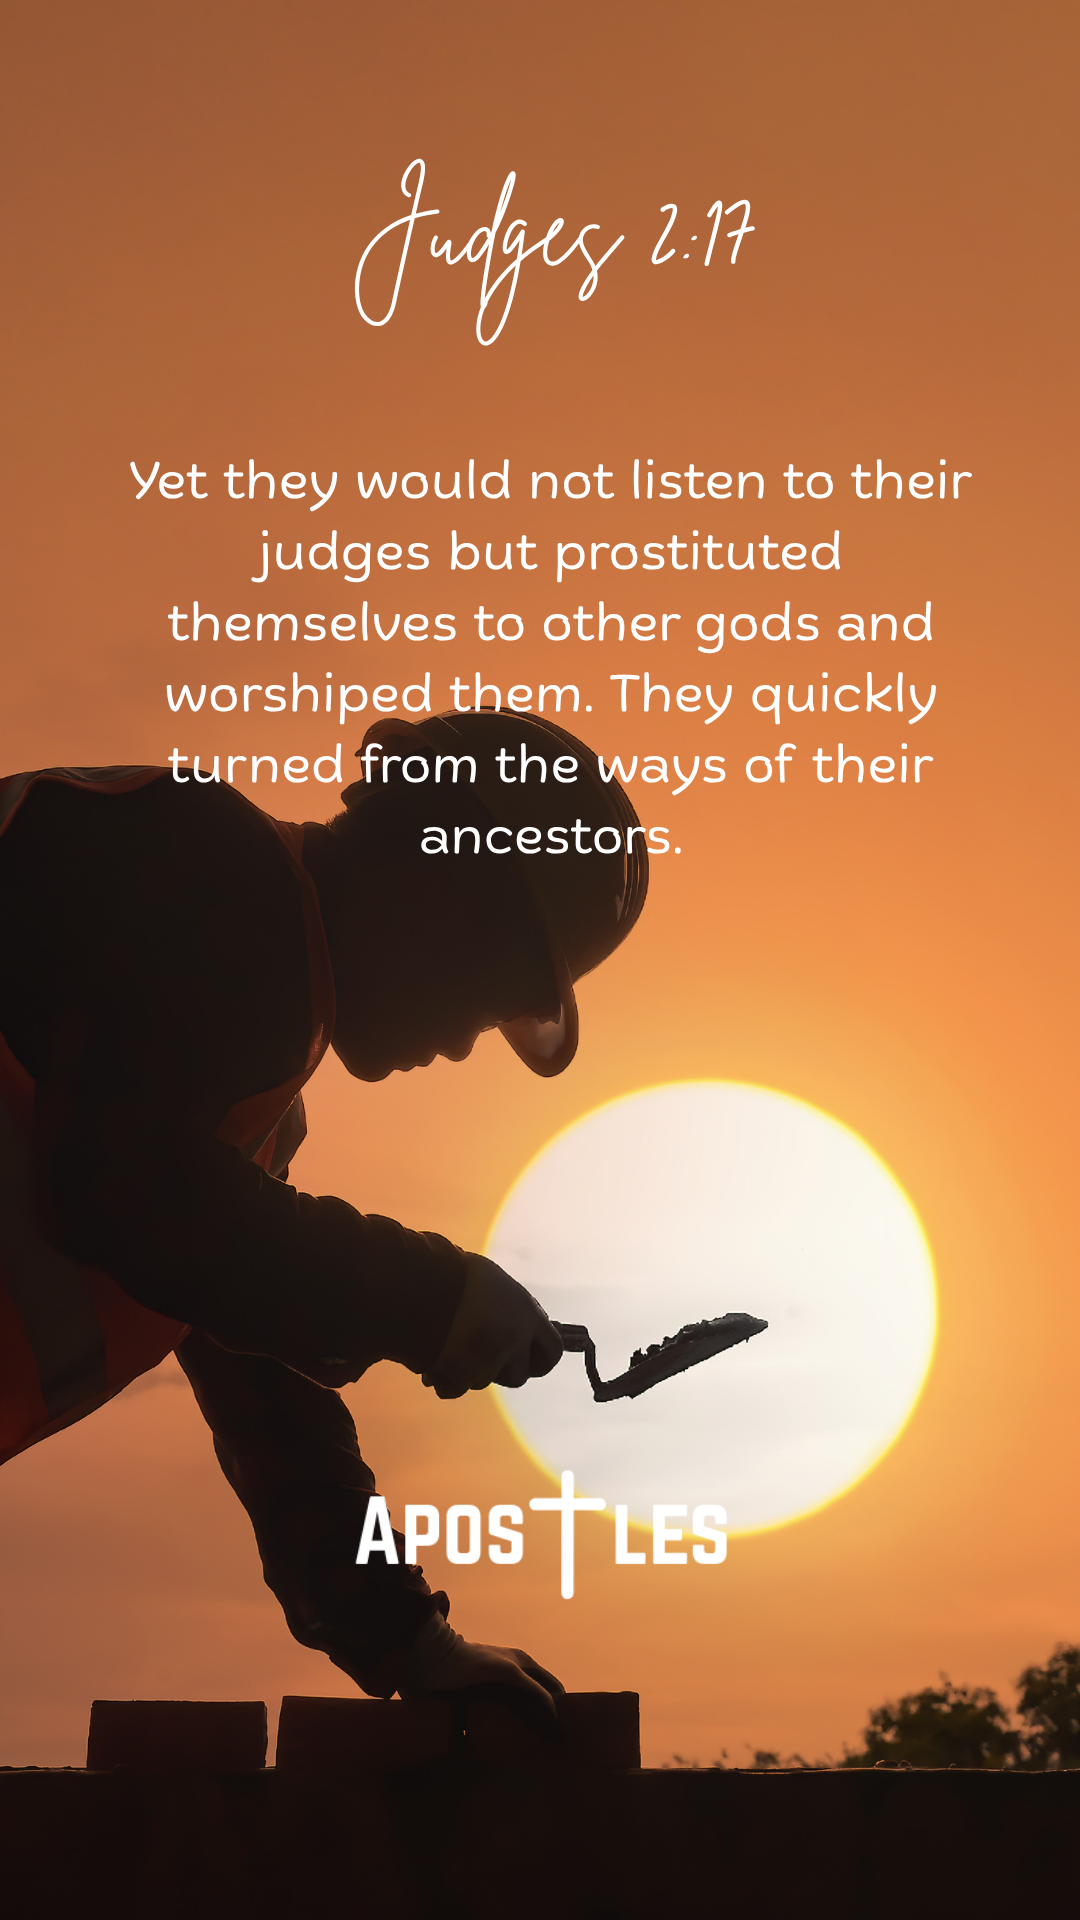 Judges 2:17
Yet they would not listen to their
judges but prostituted
themselves to other gods and
worshiped them. They quickly
turned from the ways of their
ancestors.
APOSTLES